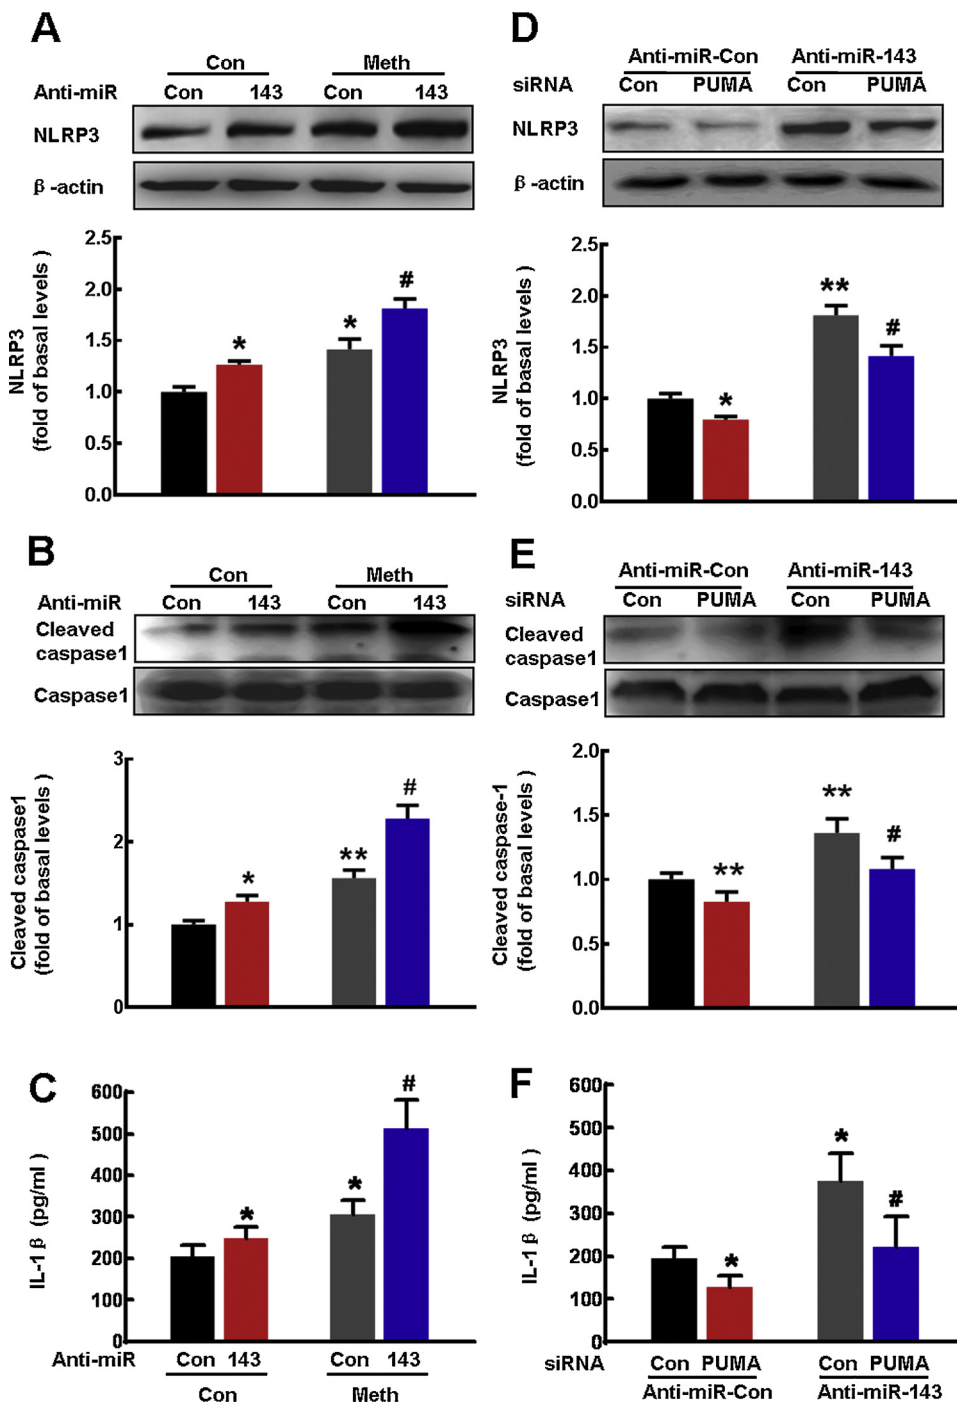 A
Con Meth
Anti-miR Con 143 Con 143
NLRP3
β-actin
NLRP3
(fold of basal levels )
2.5
2.0
1.5
1.0
0.5
0.0
*
*
#
B
Con Meth
Anti-miR Con 143 Con 143
Cleaved
caspase1
Caspase1
Cleaved caspase1
(fold of basal levels )
3
2
1
0
*
**
#
C
IL-1β (pg/ml )
600
500
400
300
200
100
0
*
*
#
Anti-miR Con 143 Con 143
Con Meth
D
Anti-miR-Con Anti-miR-143
siRNA Con PUMA Con PUMA
NLRP3
β-actin
NLRP3
(fold of basal levels )
2.5
2.0
1.5
1.0
0.5
0.0
*
**
#
E
Anti-miR-Con Anti-miR-143
siRNA Con PUMA Con PUMA
Cleaved
caspase1
Caspase1
Cleaved caspase-1
(fold of basal levels )
2.0
1.5
1.0
0.5
0.0
**
**
#
F
IL-1β (pg/ml )
600
500
400
300
200
100
0
*
*
#
siRNA Con PUMA Con PUMA
Anti-miR-Con Anti-miR-143